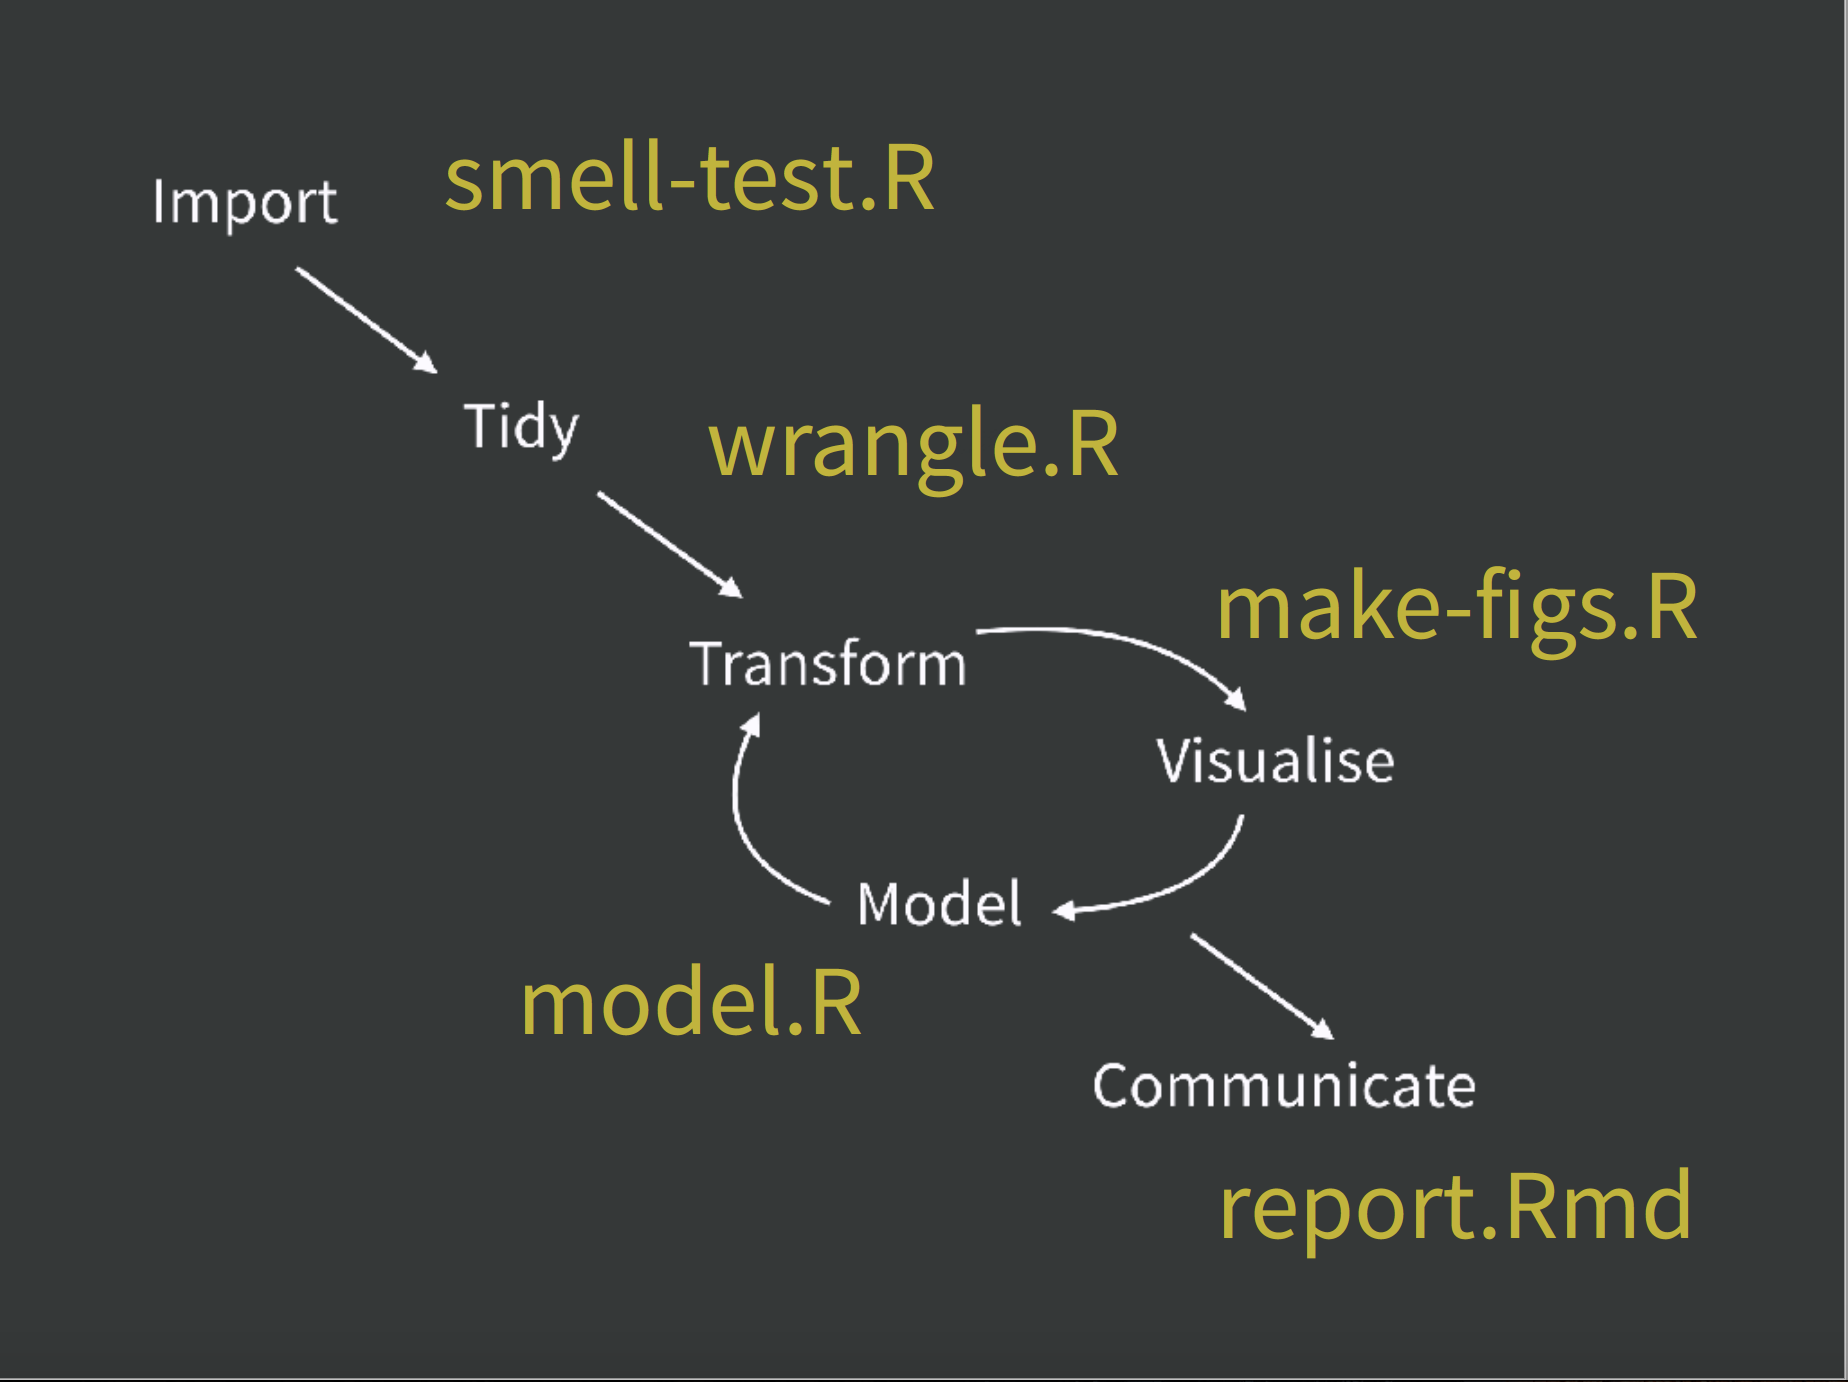 smell-test.R
Import
Tidy
wrangle.R
make-figs.R
Transform
Visualise
Model
model.R
Communicate
report.Rmd